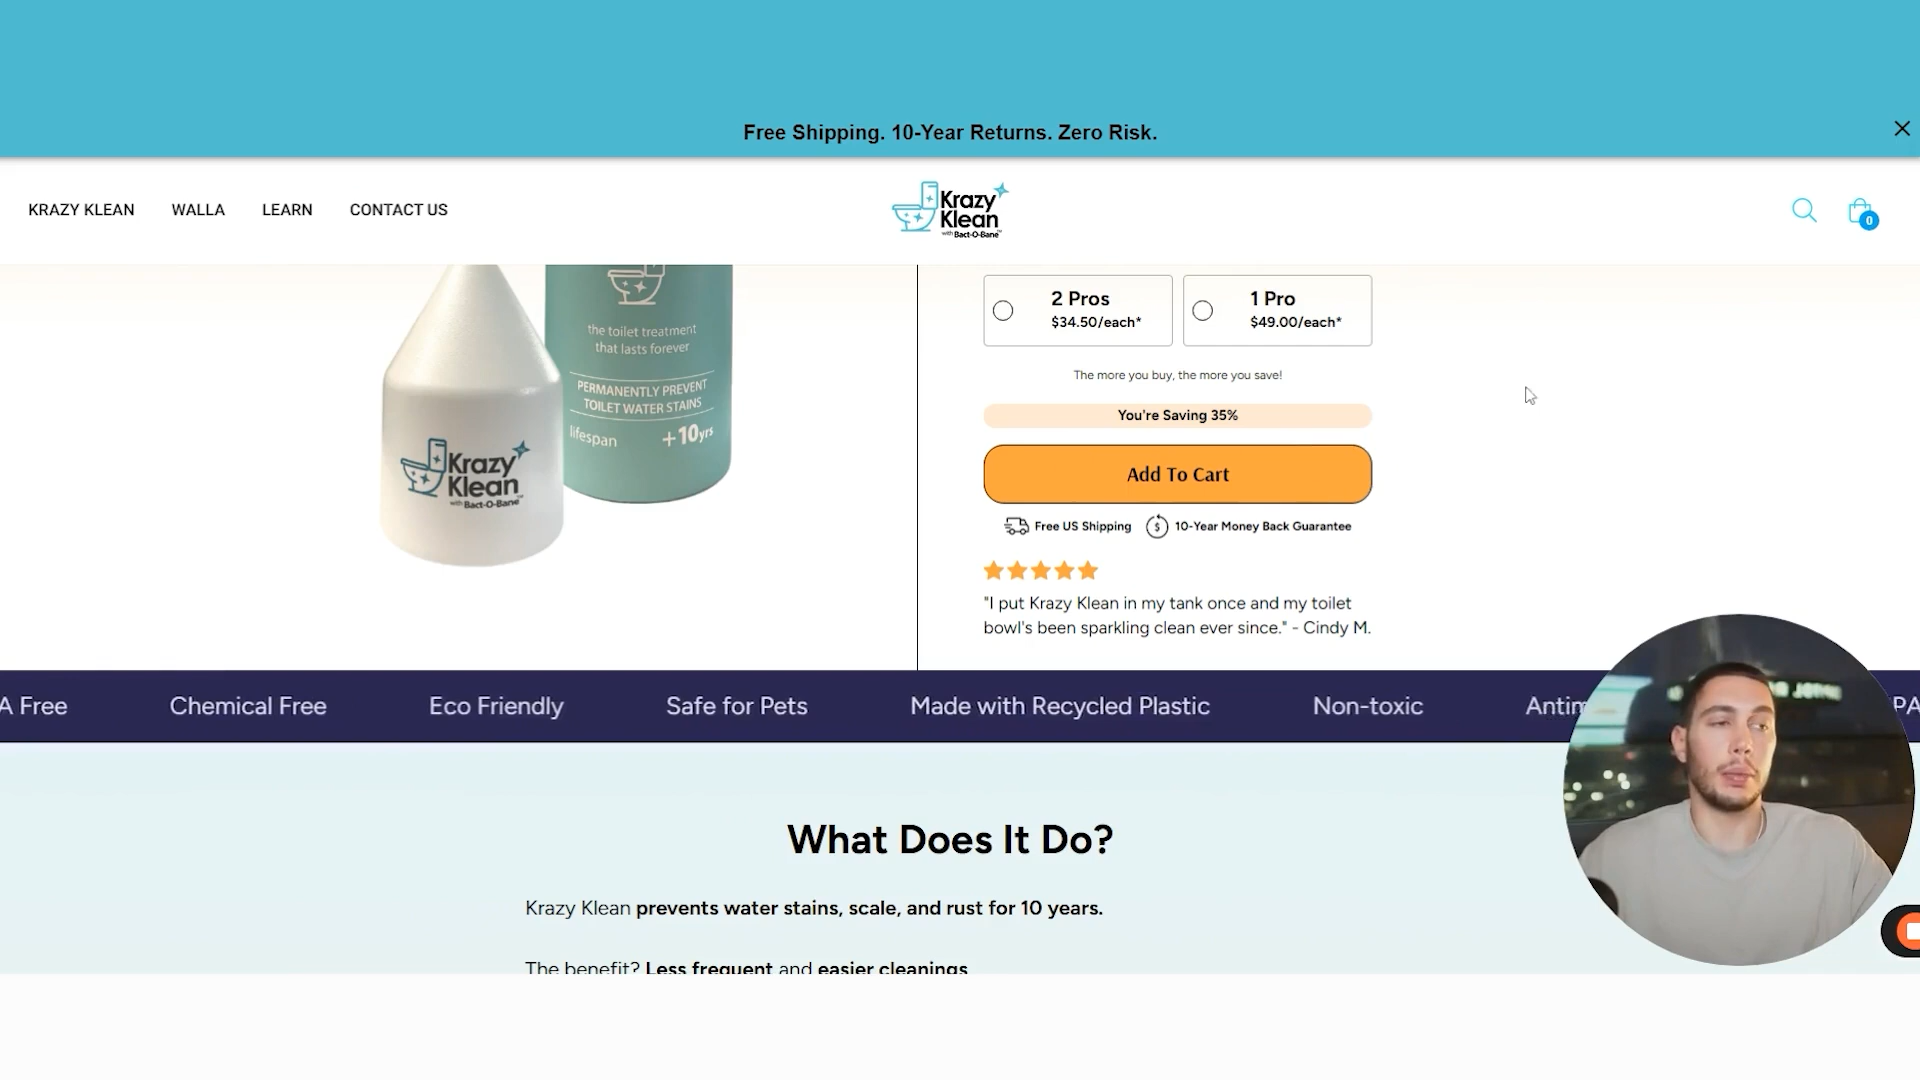 Free Shipping. 10-Year Returns. Zero Risk.
KRAZY KLEAN WALLA LEARN CONTACT US
Krazy
Klean
with Bact-O-Bane™
0
the toilet treatment
that lasts forever
PERMANENTLY PREVENT
TOILET WATER STAINS
lifespan +10yrs
Krazy
Klean
with Bact-O-Bane™
2 Pros
$34.50/each*
1 Pro
$49.00/each*
The more you buy, the more you save!
You're Saving 35%
Add To Cart
Free US Shipping 10-Year Money Back Guarantee
"I put Krazy Klean in my tank once and my toilet
bowl's been sparkling clean ever since." - Cindy M.
A Free Chemical Free Eco Friendly Safe for Pets Made with Recycled Plastic Non-toxic Antim PA
What Does It Do?
Krazy Klean prevents water stains, scale, and rust for 10 years.
The benefit? Less frequent and easier cleanings